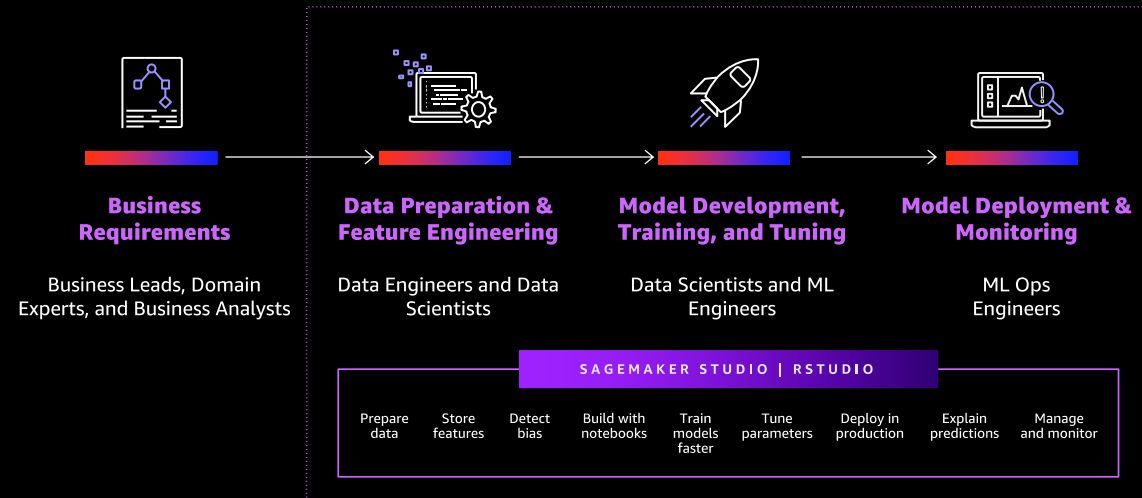 Business
Requirements
Business Leads, Domain
Experts, and Business Analysts
Data Preparation &
Feature Engineering
Data Engineers and Data
Scientists
Model Development,
Training, and Tuning
Data Scientists and ML
Engineers
Model Deployment &
Monitoring
ML Ops
Engineers
SAGEMAKER STUDIO | RSTUDIO
Prepare
data
Store
features
Detect
bias
Build with
notebooks
Train
models
faster
Tune
parameters
Deploy in
production
Explain
predictions
Manage
and monitor